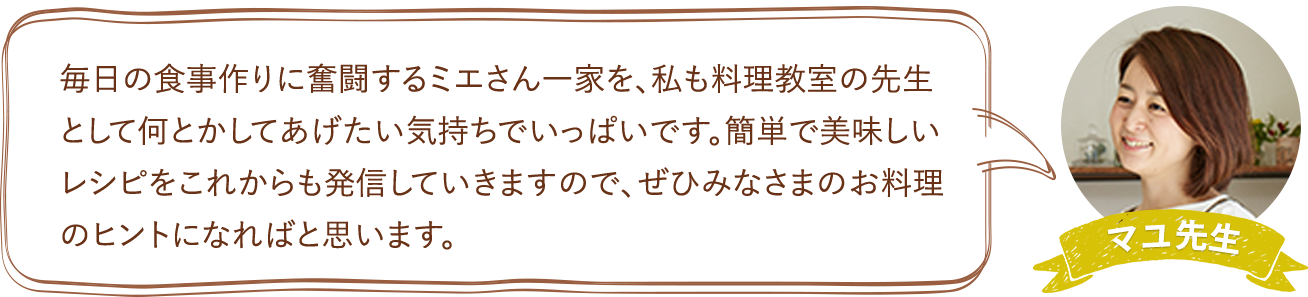 毎日の食事作りに奮闘するミエさん一家を、私も料理教室の先生
として何とかしてあげたい気持ちでいっぱいです。簡単で美味しい
レシピをこれからも発信していきますので、ぜひみなさまのお料理
のヒントになればと思います。
マユ先生